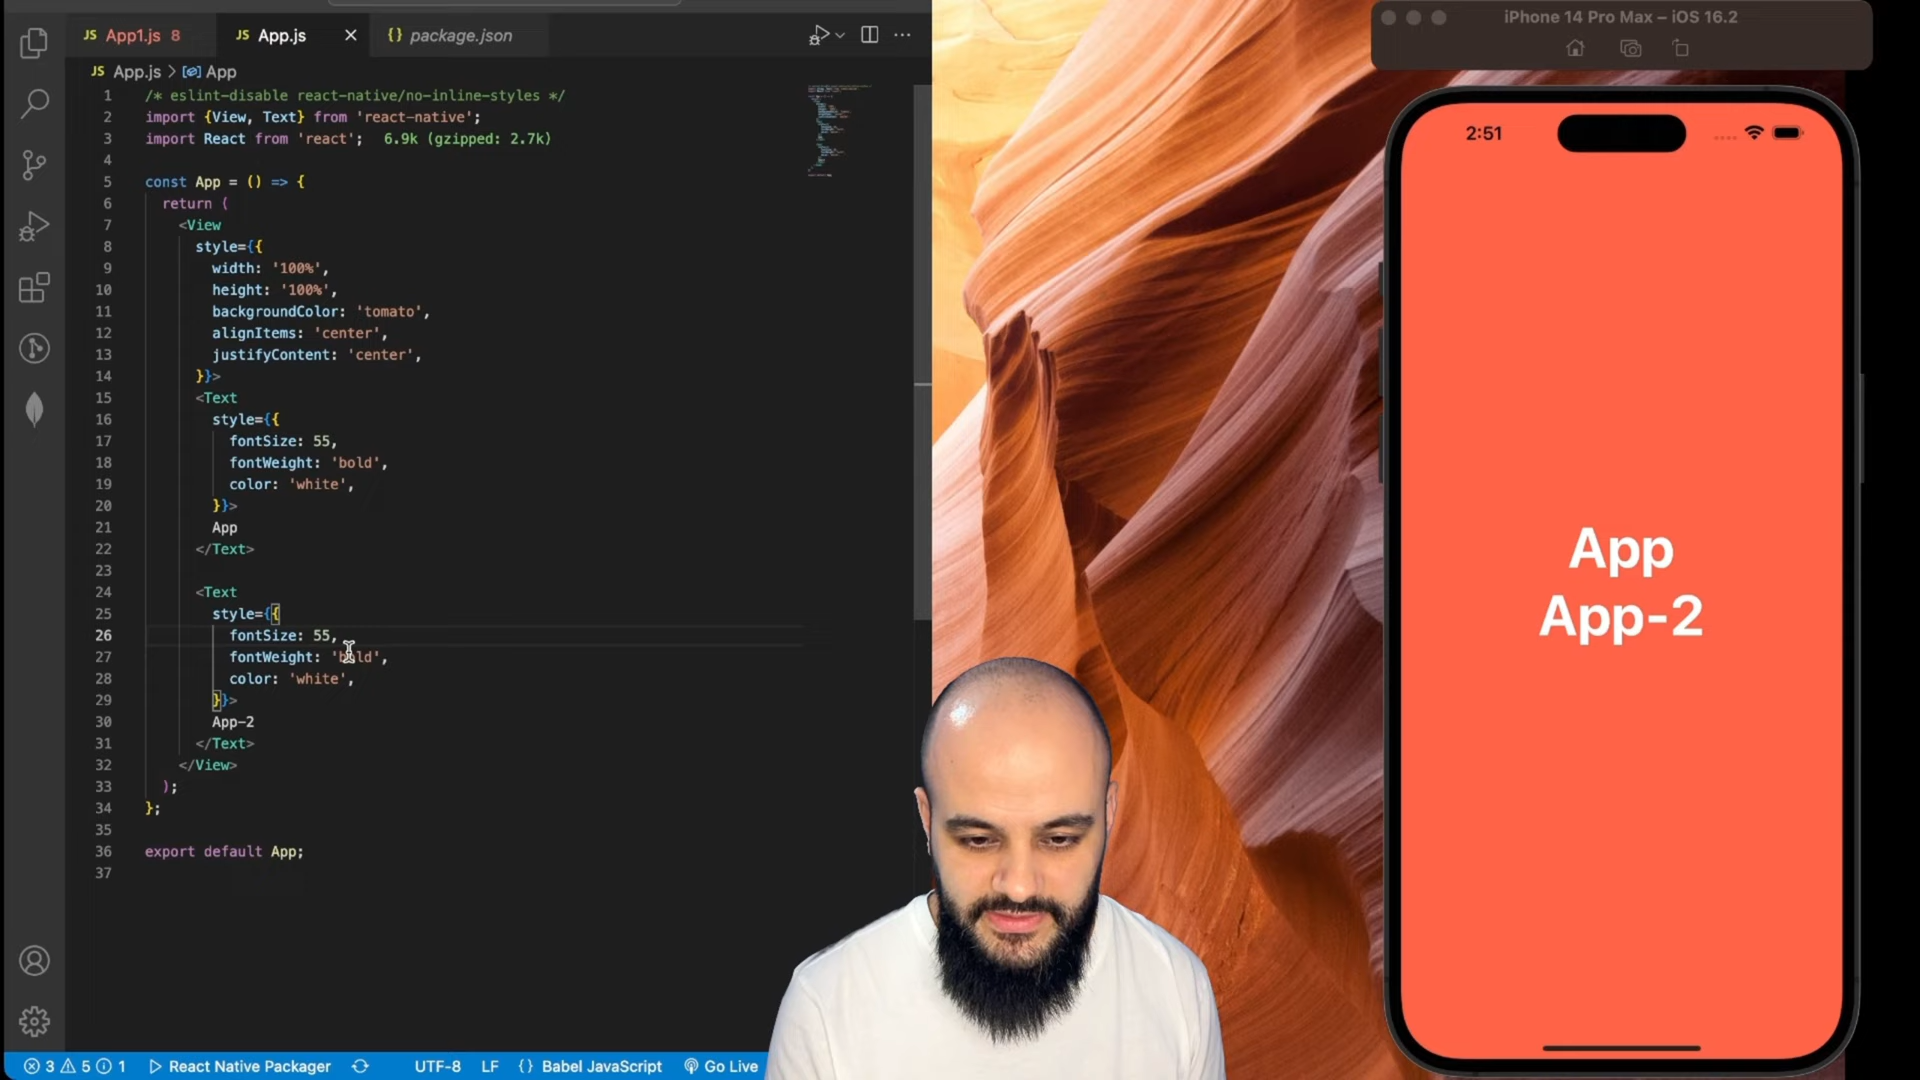 JS App1.js 8
JS App.js
{} package.json
JS App.js > App
1 /* eslint-disable react-native/no-inline-styles */
2 import {View, Text} from 'react-native';
3 import React from 'react'; 6.9k (gzipped: 2.7k)
4
5 const App = () => {
6 return (
7 <View
8 style={{
9 width: '100%',
10 height: '100%',
11 backgroundColor: 'tomato',
12 alignItems: 'center',
13 justifyContent: 'center',
14 }}>
15 <Text
16 style={{
17 fontSize: 55,
18 fontWeight: 'bold',
19 color: 'white',
20 }}>
21 App
22 </Text>
23
24 <Text
25 style={{
26 fontSize: 55,
27 fontWeight: 'bold',
28 color: 'white',
29 }}>
30 App-2
31 </Text>
32 </View>
33 );
34 };
35
36 export default App;
37
3 5 1 React Native Packager UTF-8 LF {} Babel JavaScript Go Live
iPhone 14 Pro Max – iOS 16.2
2:51
App
App-2